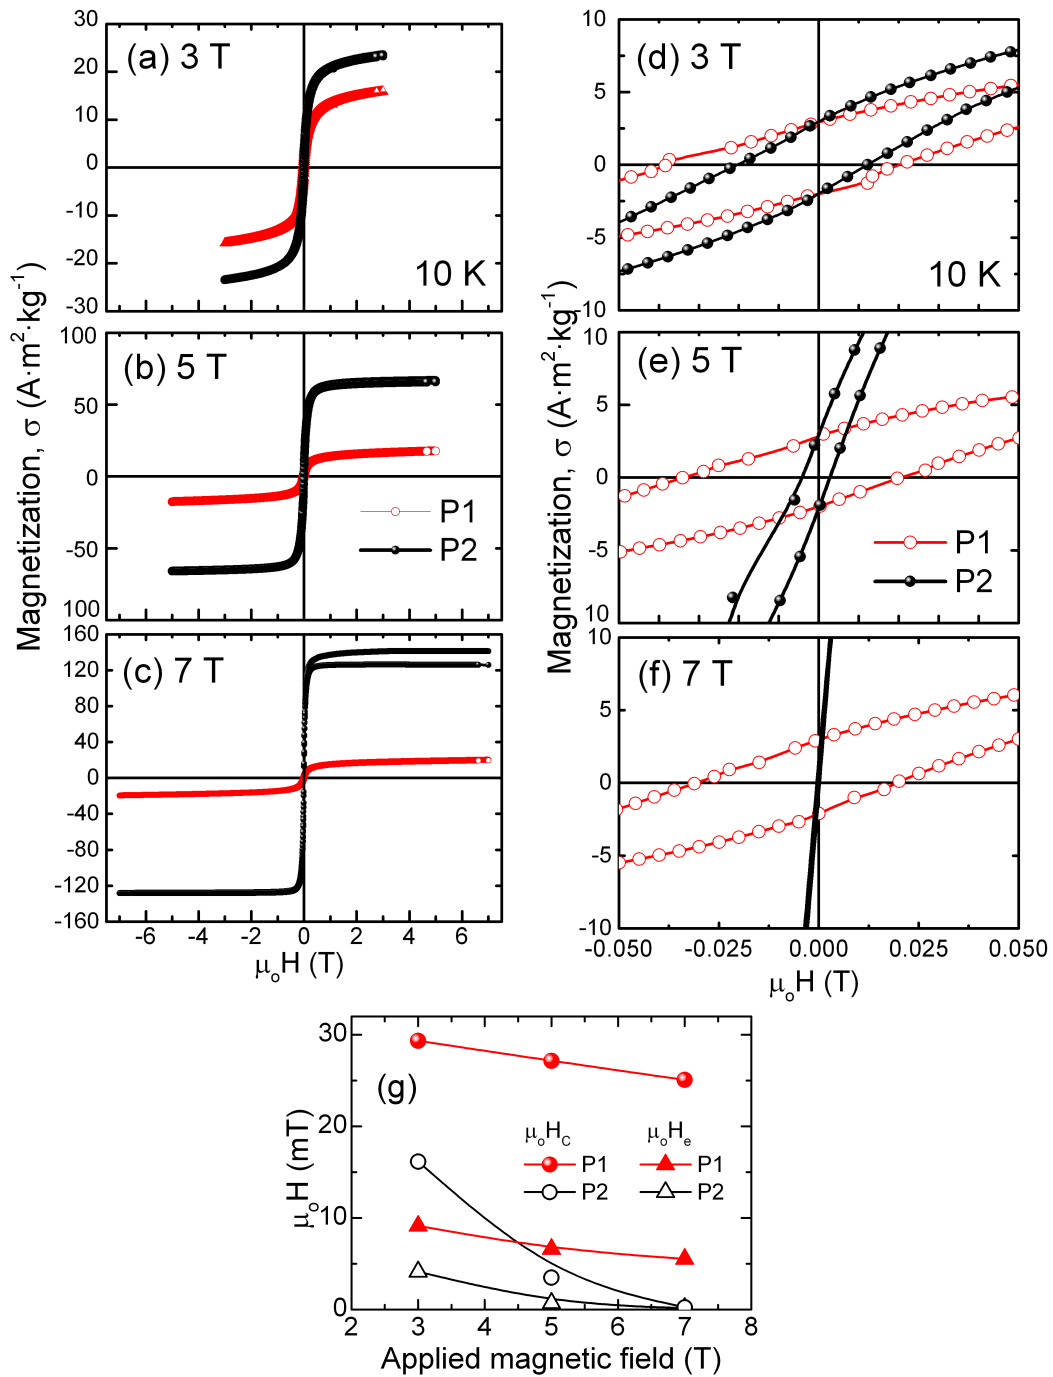 (a) 3 T
30
20
10
0
-10
-20
-30
10 K
(b) 5 T
100
50
0
-50
100
P1
P2
(c) 7 T
160
120
80
40
0
-40
-80
-120
-160
-6 -4 -2 0 2 4 6
μₒH (T)
Magnetization, σ (A·m²·kg⁻¹)
(d) 3 T
10
5
0
-5
10
10 K
(e) 5 T
10
5
0
-5
10
P1
P2
(f) 7 T
10
5
0
-5
-10
-0.050 -0.025 0.000 0.025 0.050
μₒH (T)
Magnetization, σ (A·m²·kg⁻¹)
(g)
30
20
10
0
μₒH (mT)
μₒH_C μₒH_e
P1 P1
P2 P2
2 3 4 5 6 7 8
Applied magnetic field (T)